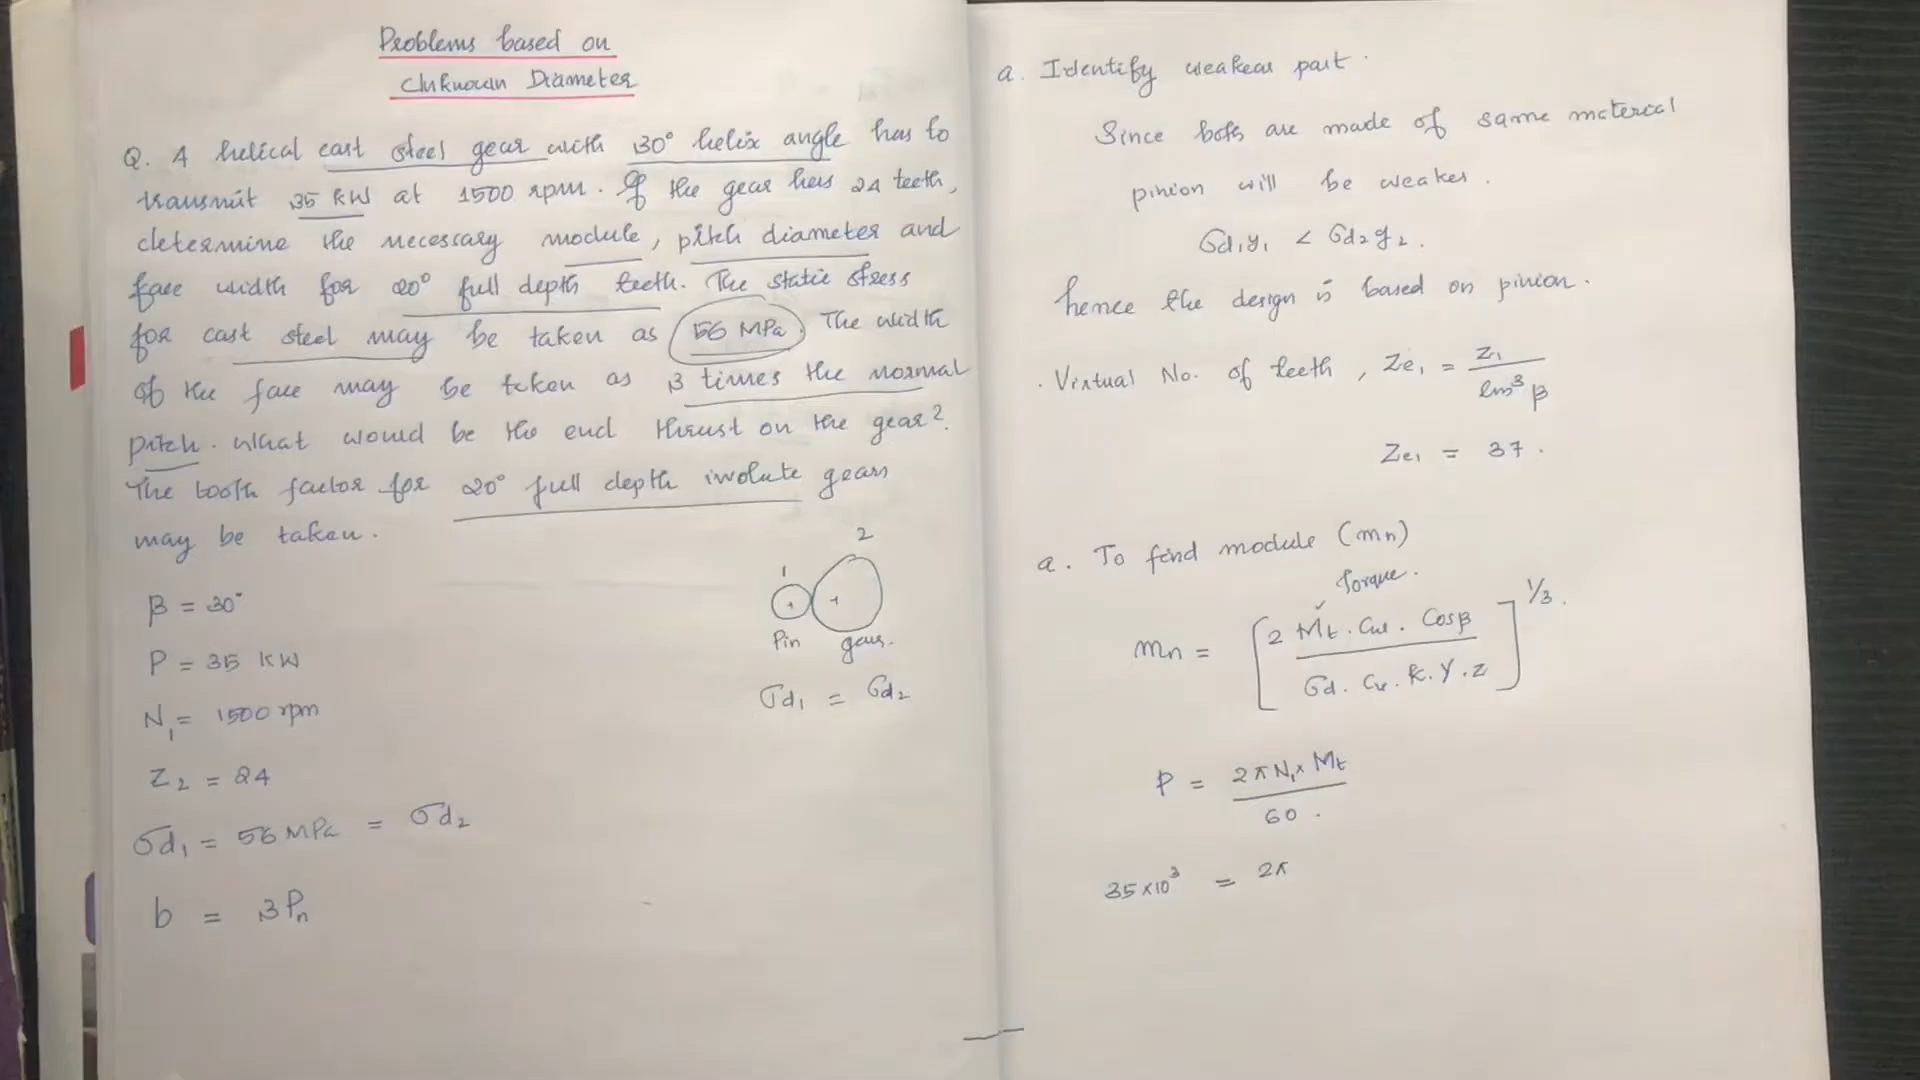 Problems based on
Unknown Diameter
Q. A helical cast steel gear with 30° helix angle has to
transmit 35 kW at 1500 rpm. If the gear has 24 teeth,
determine the necessary module, pitch diameter and
face width for 20° full depth teeth. The static stress
for cast steel may be taken as 56 MPa. The width
of the face may be taken as 3 times the normal
pitch. What would be the end thrust on the gear?
The tooth factor for 20° full depth involute gears
may be taken.
β = 30°
P = 35 kW
N₁ = 1500 rpm
Z₂ = 24
σd₁ = 56 MPa = σd₂
b = 3Pn
1 2
Pin gear.
σd₁ = σd₂
a. Identify weaker part.
Since both are made of same material
pinion will be weaker.
σd₁y₁ < σd₂y₂.
hence the design is based on pinion.
. Virtual No. of teeth, Ze₁ = Z₁ / cos³ β
Ze₁ = 37.
a. To find module (mn)
Torque.
mn = [2 Mt. Cw. Cosβ / σd. Cv. K. Y. Z]^1/3.
P = 2πN₁ × Mt / 60.
35×10³ = 2π